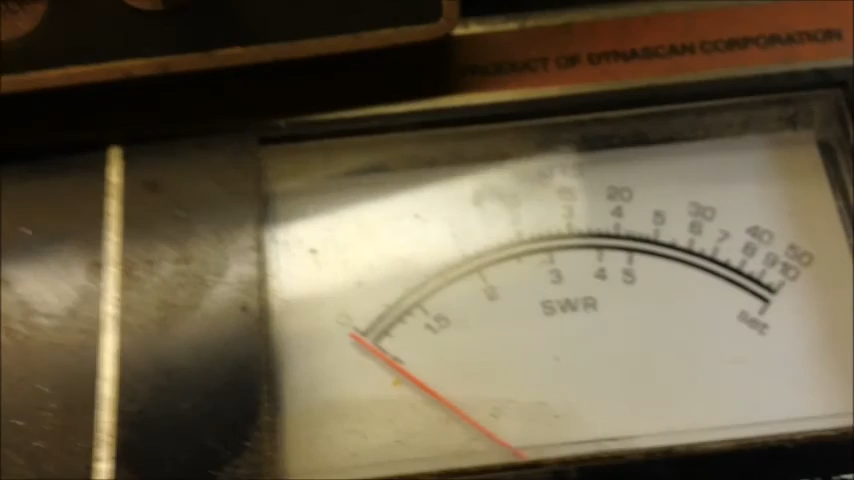 PRODUCT OF DYNASCAN CORPORATION
20 30 40 50
4 5 6 7 8 9 10
0
1.5 2 3 4 5
SWR
set